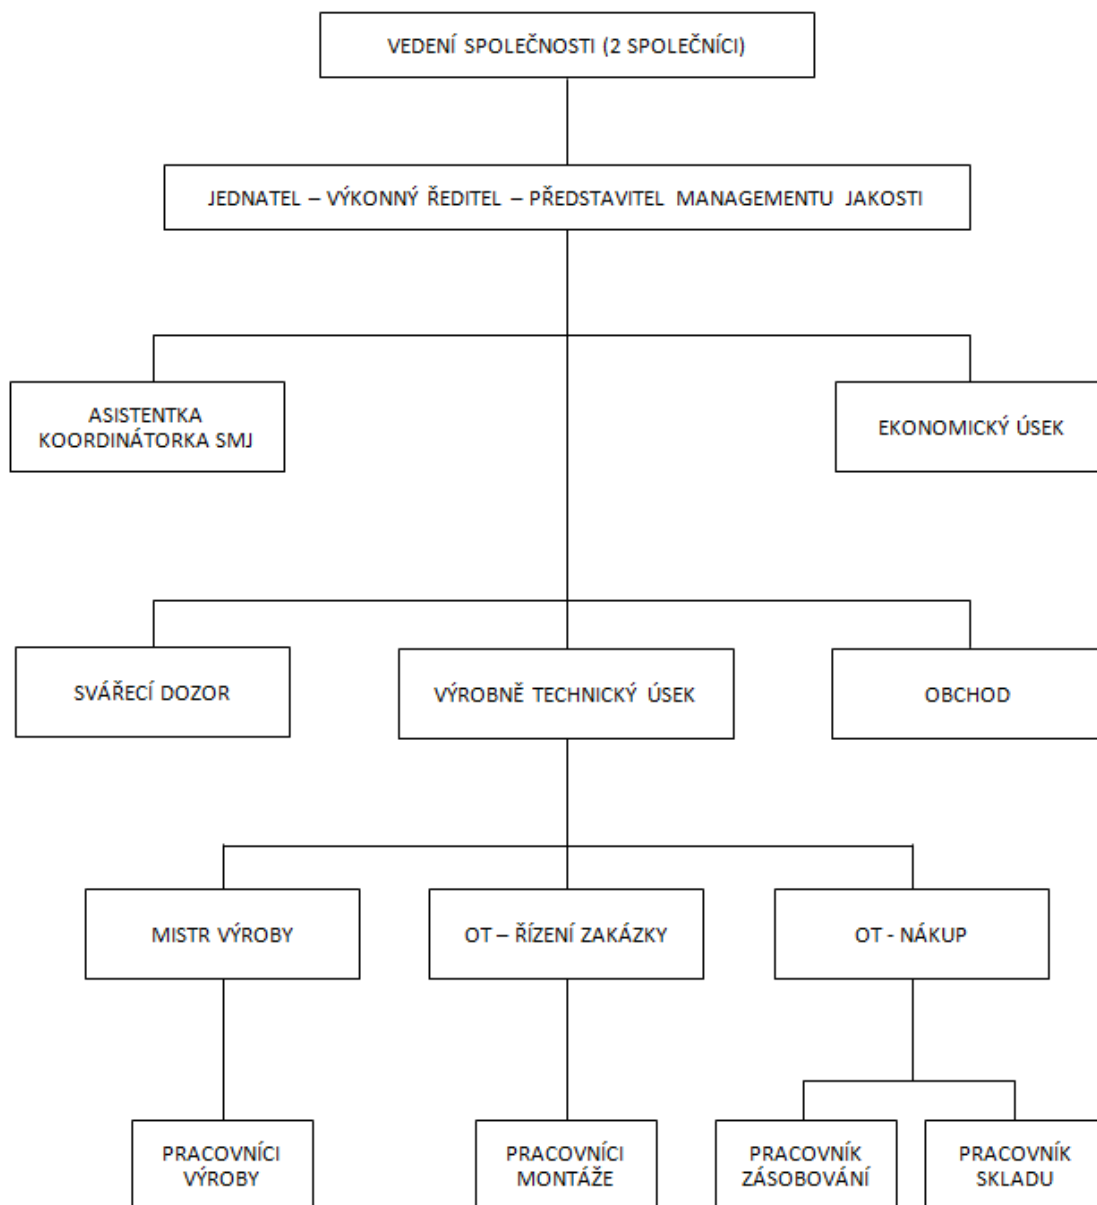 VEDENÍ SPOLEČNOSTI (2 SPOLEČNÍCI)
JEDNATEL – VÝKONNÝ ŘEDITEL – PŘEDSTAVITEL MANAGEMENTU JAKOSTI
ASISTENTKA
KOORDINÁTORKA SMJ
EKONOMICKÝ ÚSEK
SVÁŘECÍ DOZOR
VÝROBNĚ TECHNICKÝ ÚSEK
OBCHOD
MISTR VÝROBY
OT – ŘÍZENÍ ZAKÁZKY
OT - NÁKUP
PRACOVNÍCI
VÝROBY
PRACOVNÍCI
MONTÁŽE
PRACOVNÍK
ZÁSOBOVÁNÍ
PRACOVNÍK
SKLADU